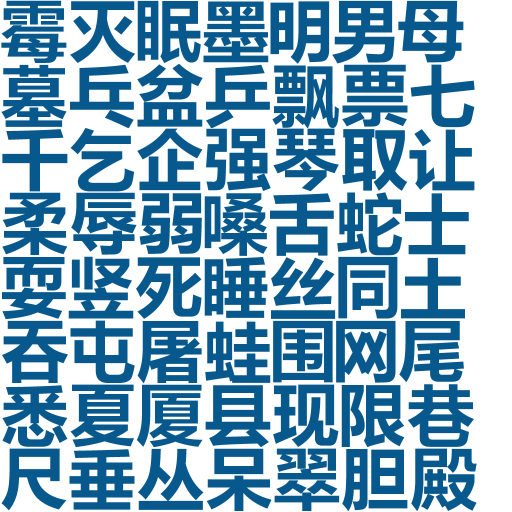 霉灭眠墨明男母
墓乓盆乒飘票七
千乞企强琴取让
柔辱弱嗓舌蛇士
耍竖死睡丝同土
吞屯屠蛙围网尾
悉夏厦县现限巷
尺垂丛呆翠胆殿